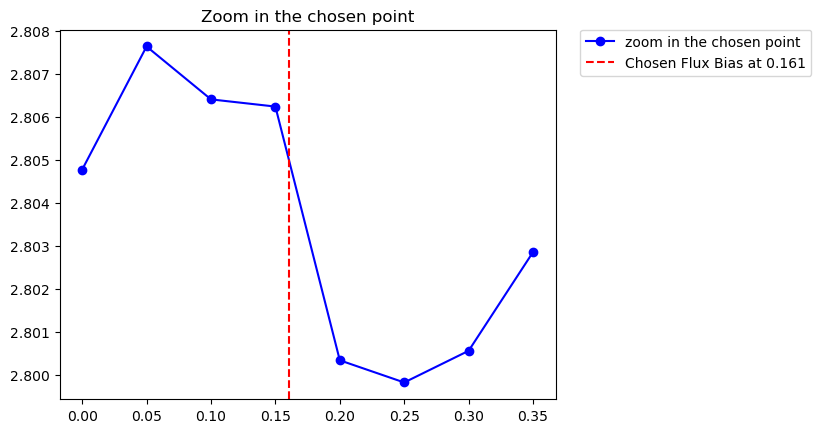 Zoom in the chosen point
2.808
2.807
2.806
2.805
2.804
2.803
2.802
2.801
2.800
0.00 0.05 0.10 0.15 0.20 0.25 0.30 0.35
zoom in the chosen point
Chosen Flux Bias at 0.161